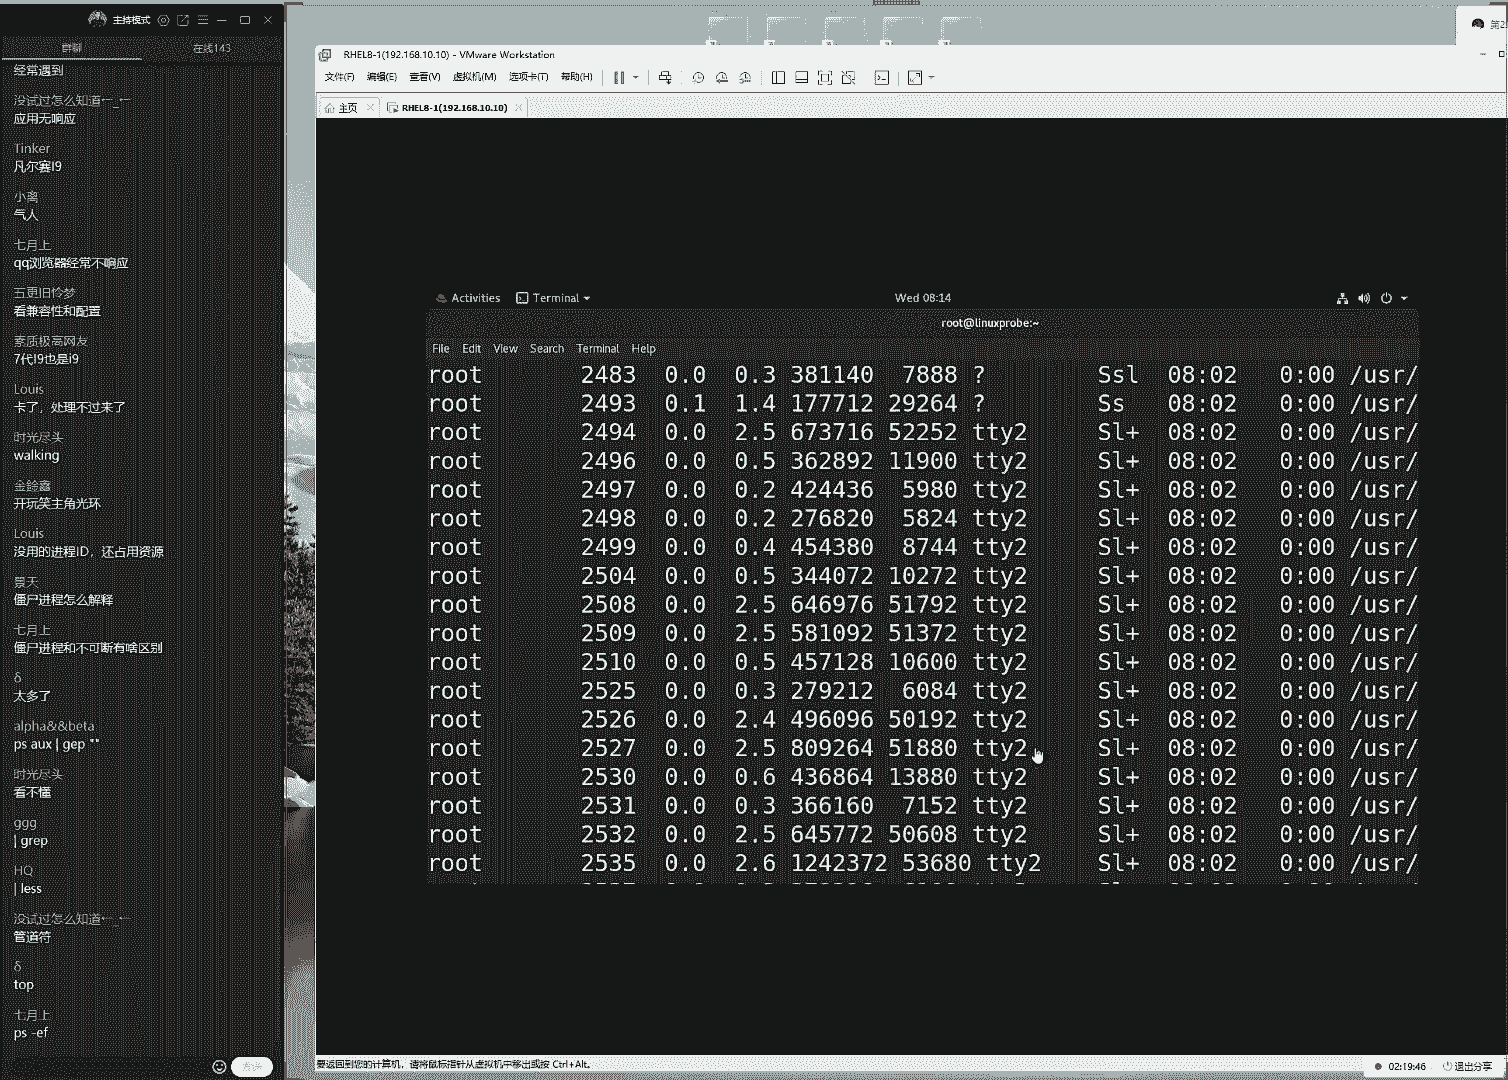 主持模式
群聊
在线143
经常遇到
没试过怎么知道←_←
应用无响应
Tinker
凡尔赛I9
小离
气人
七月上
qq浏览器经常不响应
五更旧怜梦
看兼容性和配置
素质极高网友
7代I9也是i9
Louis
卡了，处理不过来了
时光尽头
walking
金鈴鑫
开玩笑主角光环
Louis
没用的进程ID，还占用资源
景天
僵尸进程怎么解释
七月上
僵尸进程和不可断有啥区别
δ
太多了
alpha&&beta
ps aux | gep ""
时光尽头
看不懂
ggg
| grep
HQ
| less
没试过怎么知道←_←
管道符
δ
top
七月上
ps -ef
发送
RHEL8-1(192.168.10.10) - VMware Workstation
文件(F) 编辑(E) 查看(V) 虚拟机(M) 选项卡(T) 帮助(H)
主页
RHEL8-1(192.168.10.10)
Activities Terminal Wed 08:14
root@linuxprobe:~
File Edit View Search Terminal Help
root 2483 0.0 0.3 381140 7888 ? Ssl 08:02 0:00 /usr/
root 2493 0.1 1.4 177712 29264 ? Ss 08:02 0:00 /usr/
root 2494 0.0 2.5 673716 52252 tty2 Sl+ 08:02 0:00 /usr/
root 2496 0.0 0.5 362892 11900 tty2 Sl+ 08:02 0:00 /usr/
root 2497 0.0 0.2 424436 5980 tty2 Sl+ 08:02 0:00 /usr/
root 2498 0.0 0.2 276820 5824 tty2 Sl+ 08:02 0:00 /usr/
root 2499 0.0 0.4 454380 8744 tty2 Sl+ 08:02 0:00 /usr/
root 2504 0.0 0.5 344072 10272 tty2 Sl+ 08:02 0:00 /usr/
root 2508 0.0 2.5 646976 51792 tty2 Sl+ 08:02 0:00 /usr/
root 2509 0.0 2.5 581092 51372 tty2 Sl+ 08:02 0:00 /usr/
root 2510 0.0 0.5 457128 10600 tty2 Sl+ 08:02 0:00 /usr/
root 2525 0.0 0.3 279212 6084 tty2 Sl+ 08:02 0:00 /usr/
root 2526 0.0 2.4 496096 50192 tty2 Sl+ 08:02 0:00 /usr/
root 2527 0.0 2.5 809264 51880 tty2 Sl+ 08:02 0:00 /usr/
root 2530 0.0 0.6 436864 13880 tty2 Sl+ 08:02 0:00 /usr/
root 2531 0.0 0.3 366160 7152 tty2 Sl+ 08:02 0:00 /usr/
root 2532 0.0 2.5 645772 50608 tty2 Sl+ 08:02 0:00 /usr/
root 2535 0.0 2.6 1242372 53680 tty2 Sl+ 08:02 0:00 /usr/
要返回到您的计算机，请将鼠标指针从虚拟机中移出或按 Ctrl+Alt。
02:19:46 退出分享